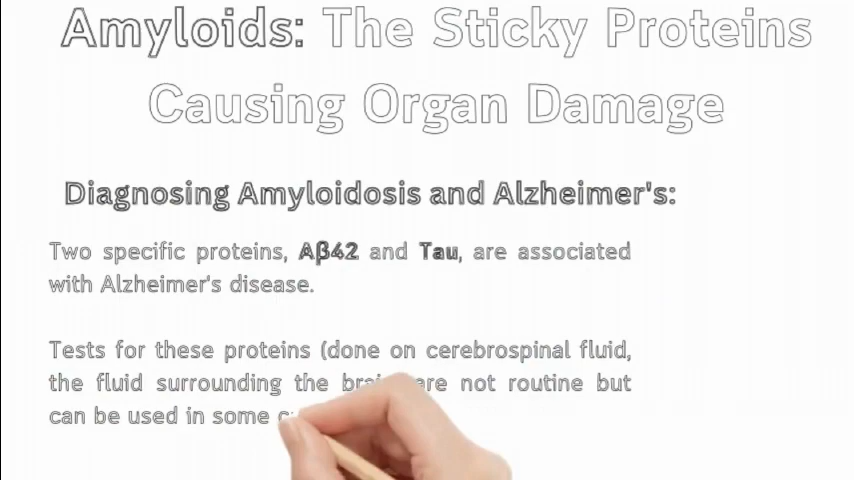 Amyloids: The Sticky Proteins
Causing Organ Damage
Diagnosing Amyloidosis and Alzheimer's:
Two specific proteins, Aβ42 and Tau, are associated
with Alzheimer's disease.
Tests for these proteins (done on cerebrospinal fluid,
the fluid surrounding the are not routine but
can be used in some